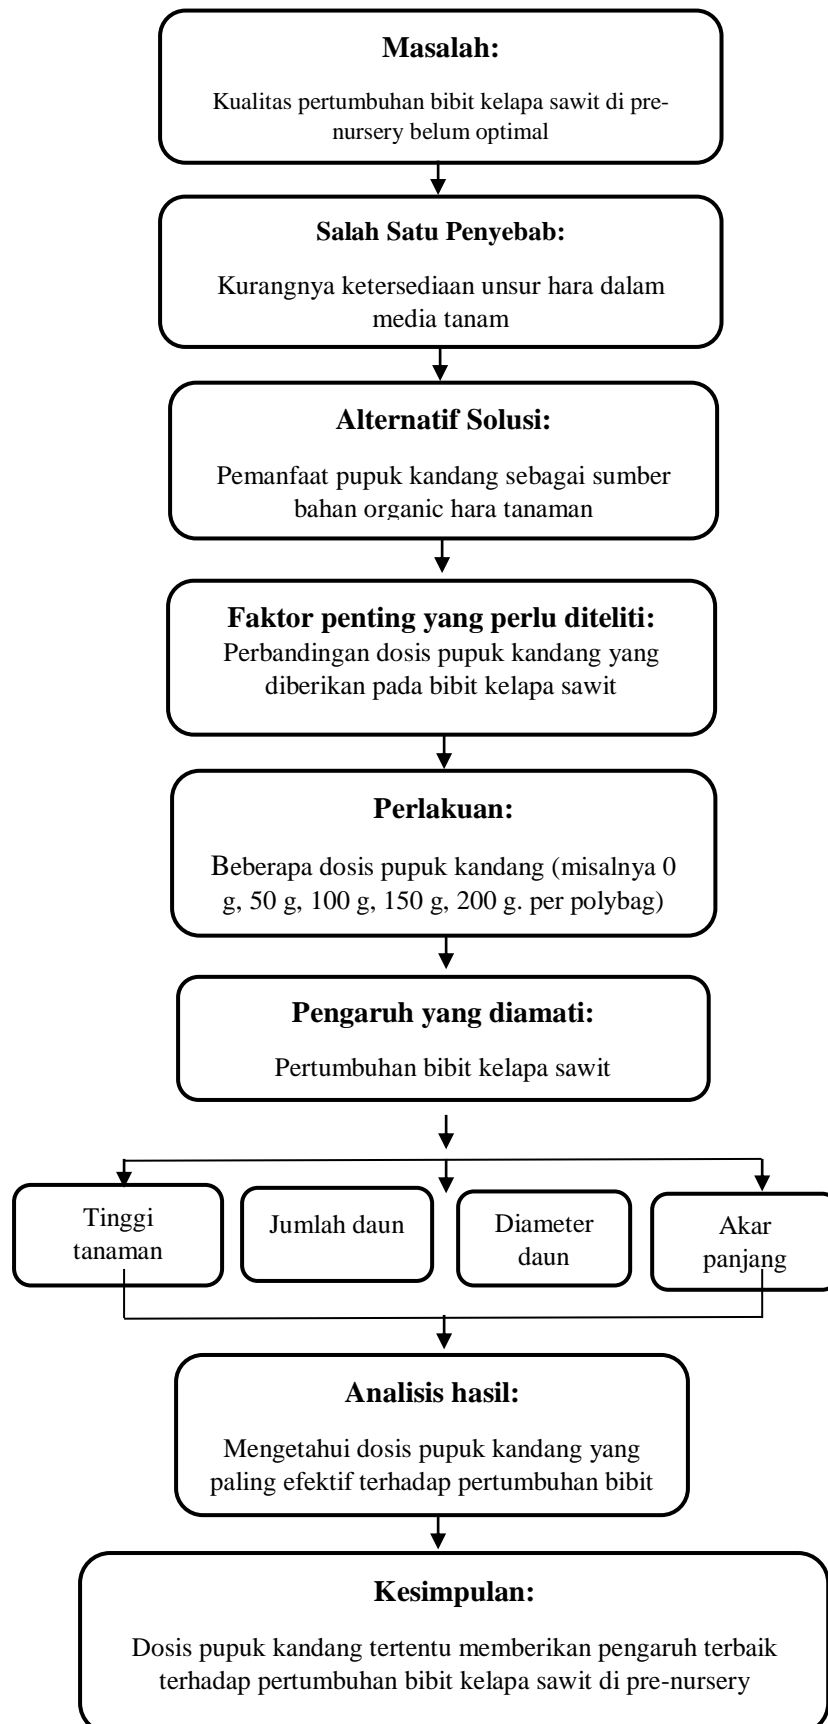 Masalah:
Kualitas pertumbuhan bibit kelapa sawit di pre-
nursery belum optimal
Salah Satu Penyebab:
Kurangnya ketersediaan unsur hara dalam
media tanam
Alternatif Solusi:
Pemanfaat pupuk kandang sebagai sumber
bahan organic hara tanaman
Faktor penting yang perlu diteliti:
Perbandingan dosis pupuk kandang yang
diberikan pada bibit kelapa sawit
Perlakuan:
Beberapa dosis pupuk kandang (misalnya 0
g, 50 g, 100 g, 150 g, 200 g. per polybag)
Pengaruh yang diamati:
Pertumbuhan bibit kelapa sawit
Tinggi
tanaman
Jumlah daun
Diameter
daun
Akar
panjang
Analisis hasil:
Mengetahui dosis pupuk kandang yang
paling efektif terhadap pertumbuhan bibit
Kesimpulan:
Dosis pupuk kandang tertentu memberikan pengaruh terbaik
terhadap pertumbuhan bibit kelapa sawit di pre-nursery